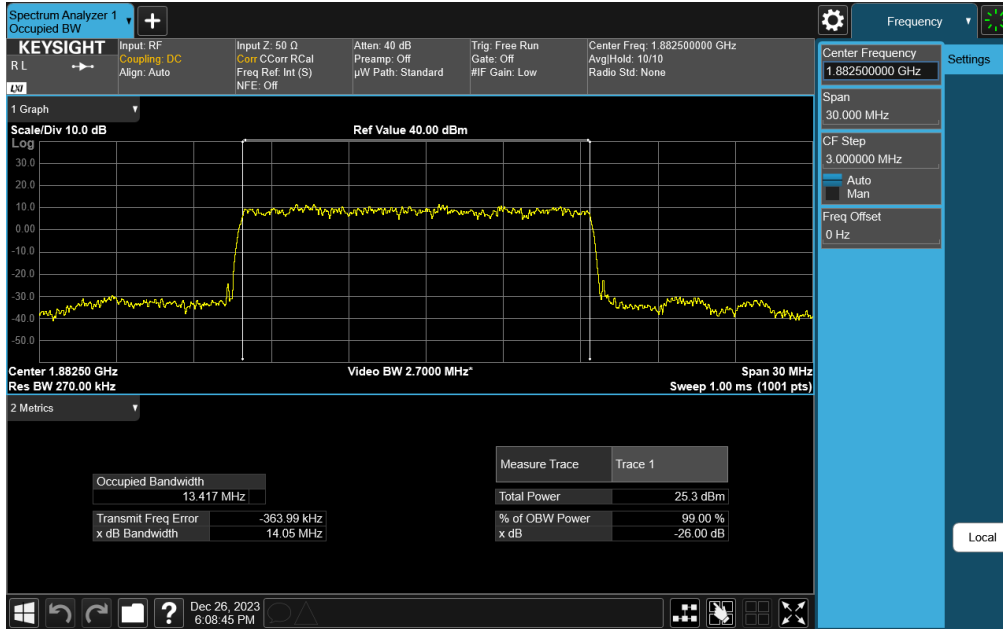 Spectrum Analyzer 1
Occupied BW
Frequency
KEYSIGHT
R L
LXI
Input: RF
Coupling: DC
Align: Auto
Input Z: 50 Ω
Corr CCorr RCal
Freq Ref: Int (S)
NFE: Off
Atten: 40 dB
Preamp: Off
µW Path: Standard
Trig: Free Run
Gate: Off
#IF Gain: Low
Center Freq: 1.882500000 GHz
Avg|Hold: 10/10
Radio Std: None
Center Frequency
1.882500000 GHz
Settings
Span
30.000 MHz
CF Step
3.000000 MHz
Auto
Man
Freq Offset
0 Hz
Local
1 Graph
Scale/Div 10.0 dB
Ref Value 40.00 dBm
Log
30.0
20.0
10.0
0.00
-10.0
-20.0
-30.0
-40.0
-50.0
Center 1.88250 GHz
Video BW 2.7000 MHz*
Span 30 MHz
Res BW 270.00 kHz
Sweep 1.00 ms (1001 pts)
2 Metrics
Occupied Bandwidth
13.417 MHz
Transmit Freq Error -363.99 kHz
x dB Bandwidth 14.05 MHz
Measure Trace Trace 1
Total Power 25.3 dBm
% of OBW Power 99.00 %
x dB -26.00 dB
?
Dec 26, 2023
6:08:45 PM